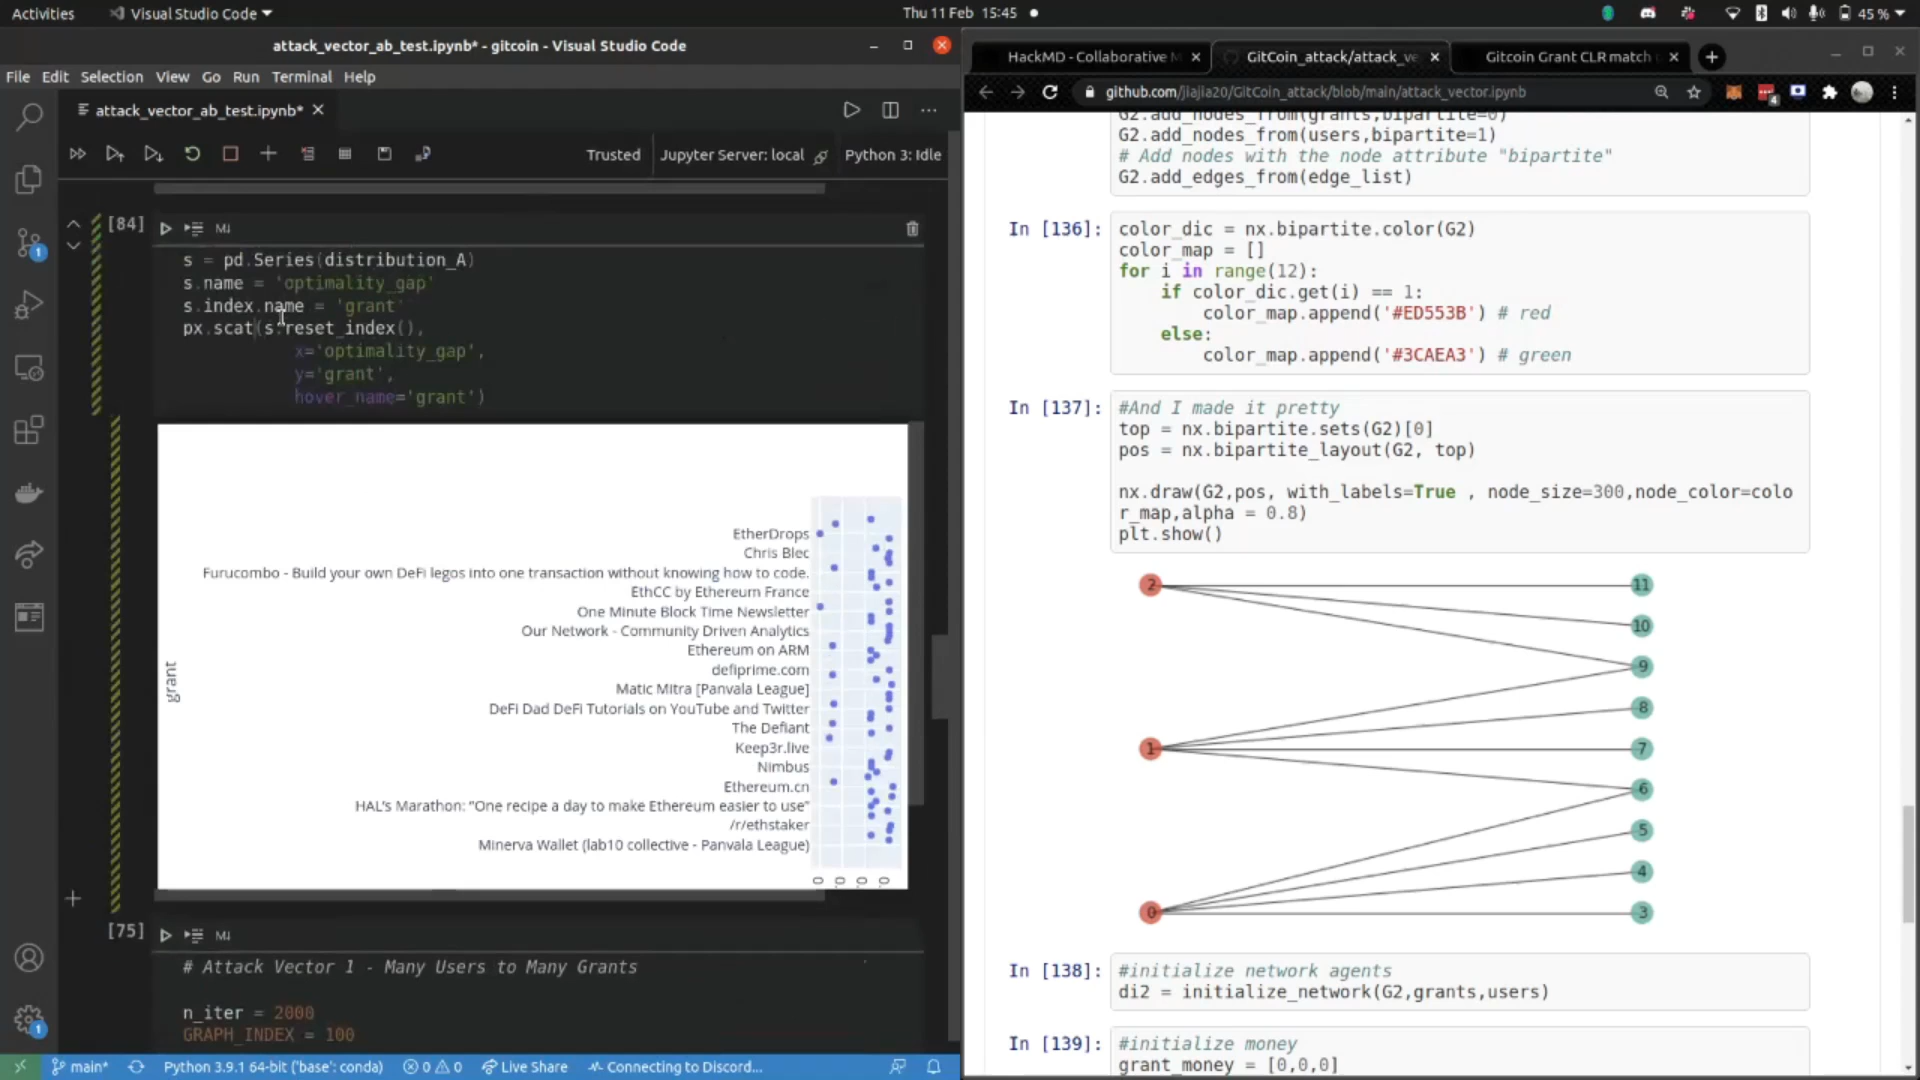 Activities
Visual Studio Code
Thu 11 Feb 15:45
45 %
attack_vector_ab_test.ipynb* - gitcoin - Visual Studio Code
File Edit Selection View Go Run Terminal Help
attack_vector_ab_test.ipynb*
Trusted
Jupyter Server: local
Python 3: Idle
[84]
s = pd.Series(distribution_A)
s.name = 'optimality_gap'
s.index.name = 'grant'
px.scat(s.reset_index(),
x='optimality_gap',
y='grant',
hover_name='grant')
EtherDrops
Chris Blec
Furucombo - Build your own DeFi legos into one transaction without knowing how to code.
EthCC by Ethereum France
One Minute Block Time Newsletter
Our Network - Community Driven Analytics
Ethereum on ARM
defiprime.com
Matic Mitra [Panvala League]
DeFi Dad DeFi Tutorials on YouTube and Twitter
The Defiant
Keep3r.live
Nimbus
Ethereum.cn
HAL's Marathon: "One recipe a day to make Ethereum easier to use"
/r/ethstaker
Minerva Wallet (lab10 collective - Panvala League)
grant
0 0 0 0
[75]
# Attack Vector 1 - Many Users to Many Grants
n_iter = 2000
GRAPH_INDEX = 100
main*
Python 3.9.1 64-bit ('base': conda)
0 0
Live Share
Connecting to Discord...
HackMD - Collaborative M
GitCoin_attack/attack_ve
Gitcoin Grant CLR match
github.com/jiajia20/GitCoin_attack/blob/main/attack_vector.ipynb
G2.add_nodes_from(grants,bipartite=0)
G2.add_nodes_from(users,bipartite=1)
# Add nodes with the node attribute "bipartite"
G2.add_edges_from(edge_list)
In [136]:
color_dic = nx.bipartite.color(G2)
color_map = []
for i in range(12):
if color_dic.get(i) == 1:
color_map.append('#ED553B') # red
else:
color_map.append('#3CAEA3') # green
In [137]:
#And I made it pretty
top = nx.bipartite.sets(G2)[0]
pos = nx.bipartite_layout(G2, top)
nx.draw(G2,pos, with_labels=True , node_size=300,node_color=colo
r_map,alpha = 0.8)
plt.show()
2
11
10
9
8
1
7
6
5
4
0
3
In [138]:
#initialize network agents
di2 = initialize_network(G2,grants,users)
In [139]:
#initialize money
grant_money = [0,0,0]